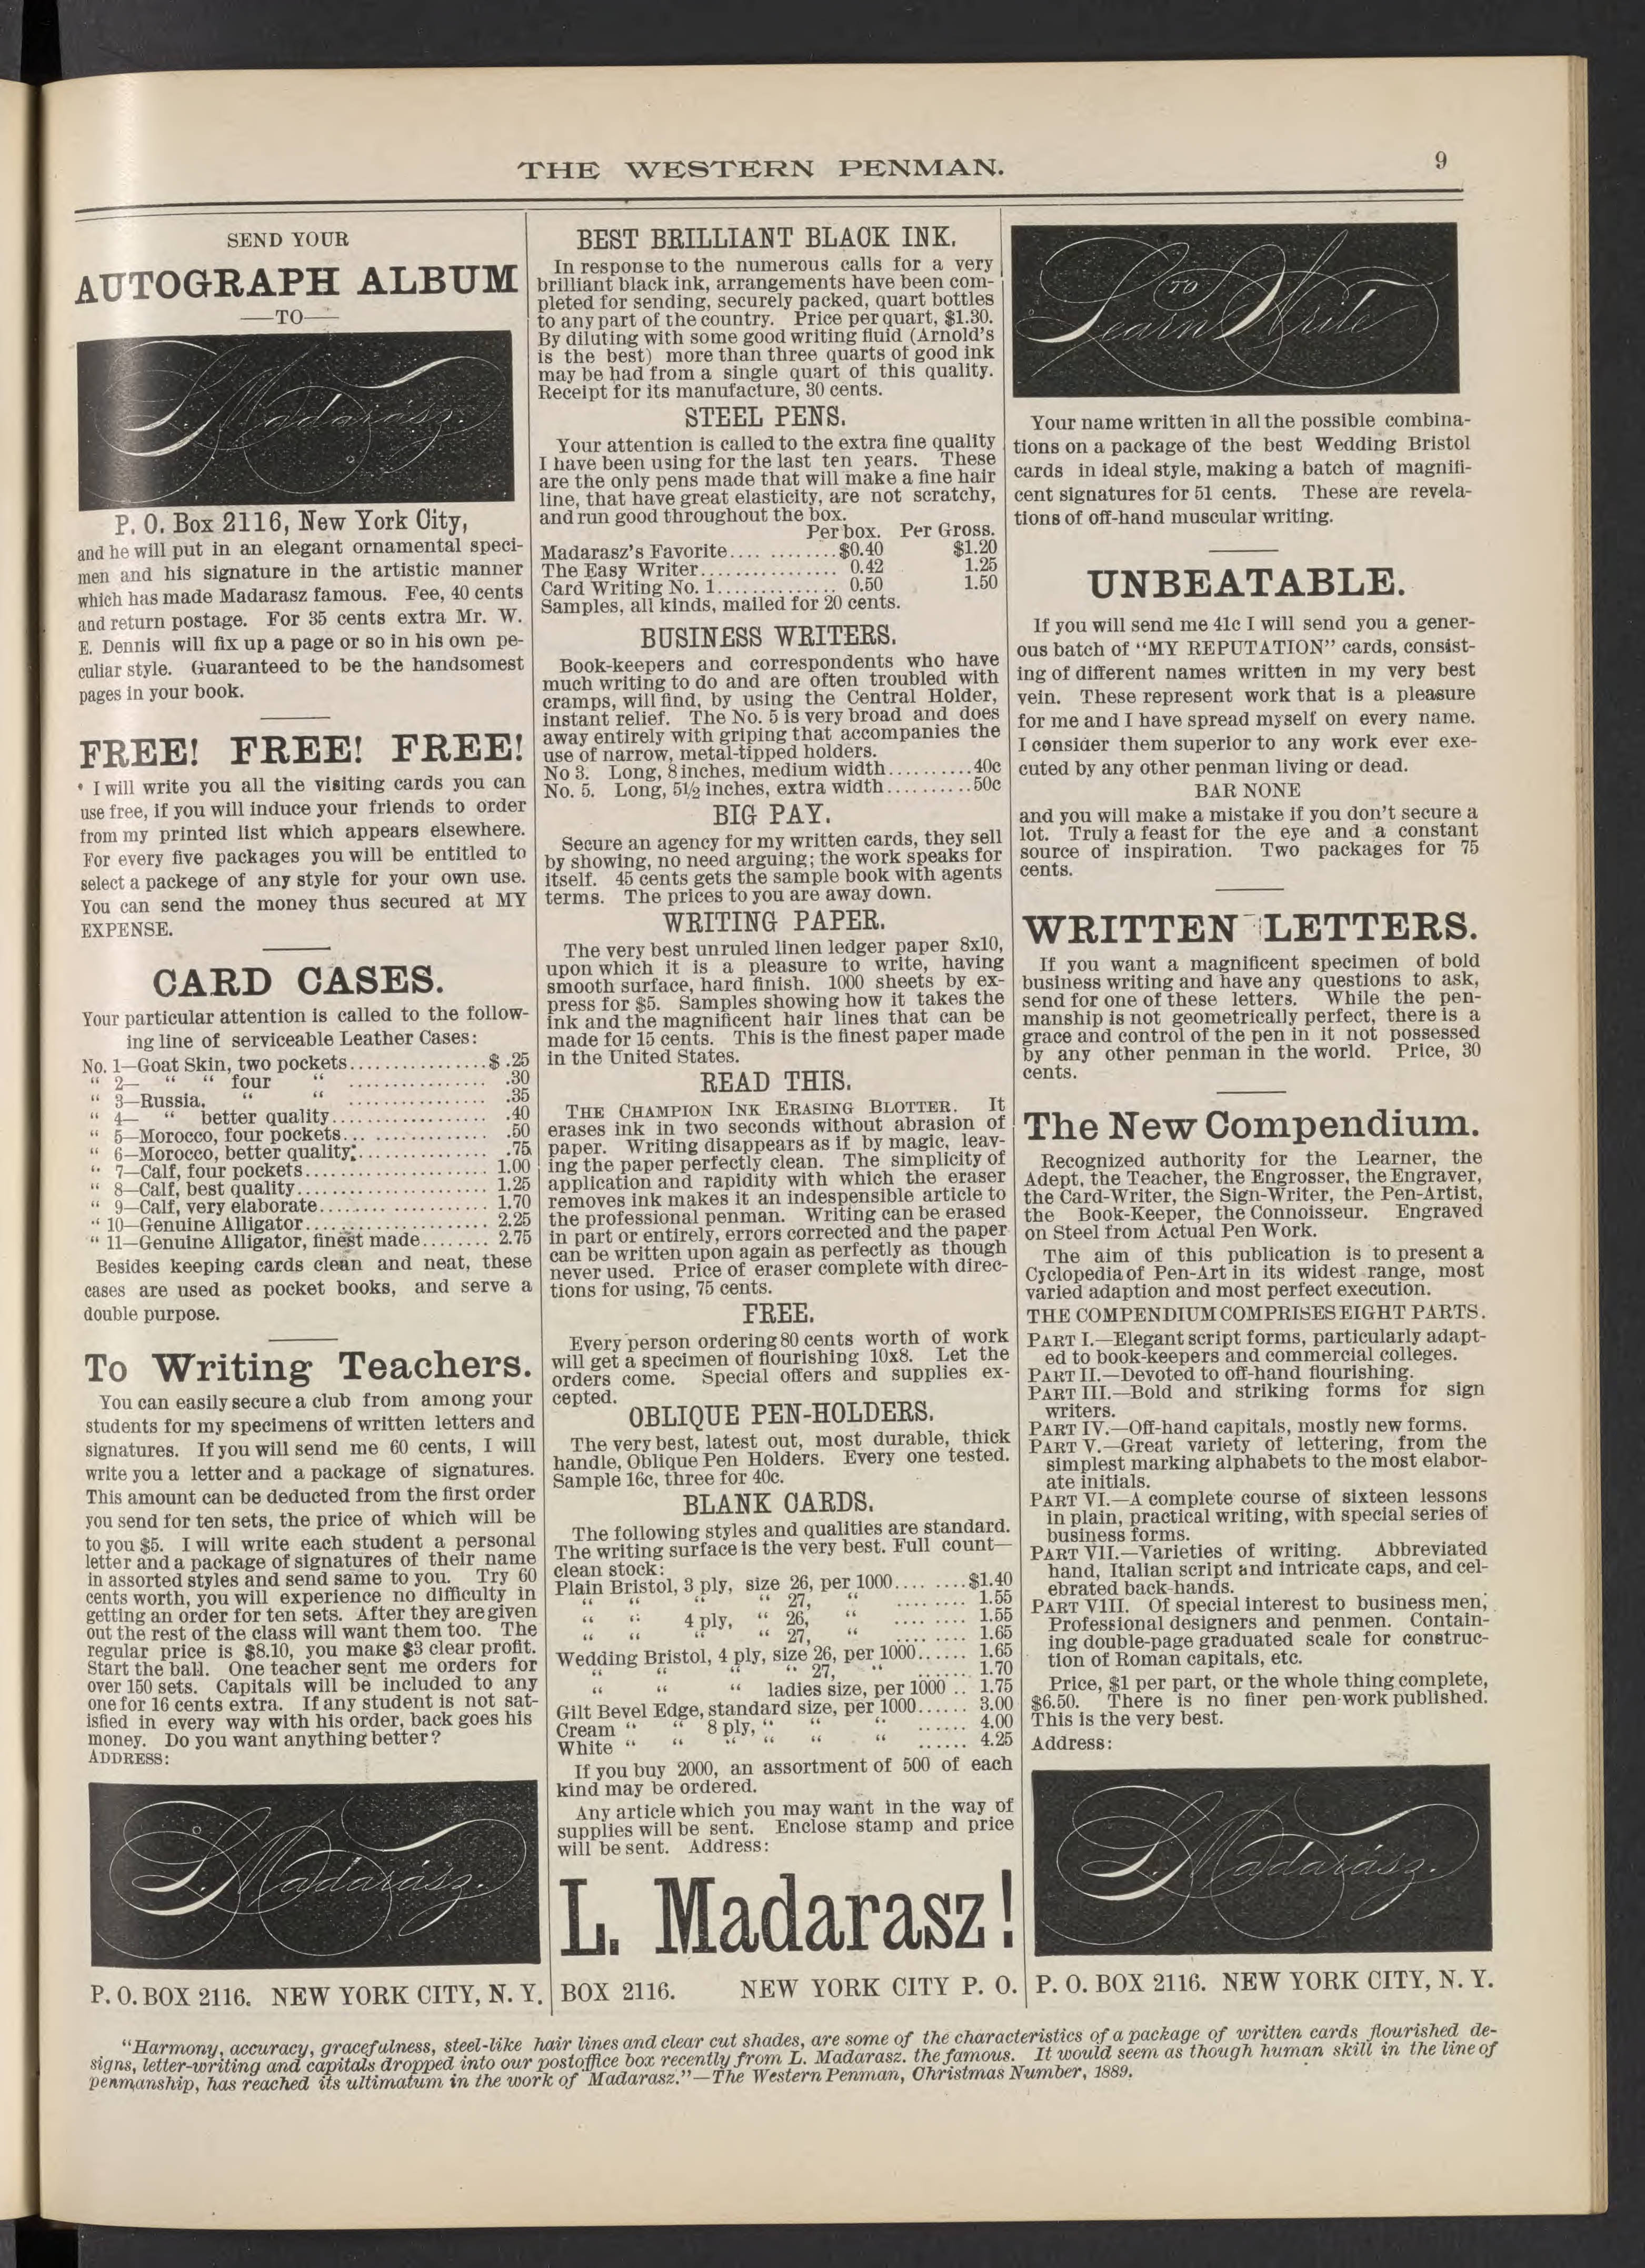 THE WESTERN PENMAN.
9
SEND YOUR
AUTOGRAPH ALBUM
—TO—
L. Madarasz.
P. O. Box 2116, New York City,
and he will put in an elegant ornamental speci-
men and his signature in the artistic manner
which has made Madarasz famous. Fee, 40 cents
and return postage. For 35 cents extra Mr. W.
E. Dennis will fix up a page or so in his own pe-
culiar style. Guaranteed to be the handsomest
pages in your book.
FREE! FREE! FREE!
I will write you all the visiting cards you can
use free, if you will induce your friends to order
from my printed list which appears elsewhere.
For every five packages you will be entitled to
select a packege of any style for your own use.
You can send the money thus secured at MY
EXPENSE.
CARD CASES.
Your particular attention is called to the follow-
ing line of serviceable Leather Cases:
No. 1—Goat Skin, two pockets................$ .25
" 2— " " four " ................. .30
" 3—Russia, " " ................. .35
" 4— " better quality................... .40
" 5—Morocco, four pockets................. .50
" 6—Morocco, better quality................ .75
" 7—Calf, four pockets...................... 1.00
" 8—Calf, best quality....................... 1.25
" 9—Calf, very elaborate.................... 1.70
" 10—Genuine Alligator...................... 2.25
" 11—Genuine Alligator, finest made........ 2.75
Besides keeping cards clean and neat, these
cases are used as pocket books, and serve a
double purpose.
To Writing Teachers.
You can easily secure a club from among your
students for my specimens of written letters and
signatures. If you will send me 60 cents, I will
write you a letter and a package of signatures.
This amount can be deducted from the first order
you send for ten sets, the price of which will be
to you $5. I will write each student a personal
letter and a package of signatures of their name
in assorted styles and send same to you. Try 60
cents worth, you will experience no difficulty in
getting an order for ten sets. After they are given
out the rest of the class will want them too. The
regular price is $8.10, you make $3 clear profit.
Start the ball. One teacher sent me orders for
over 150 sets. Capitals will be included to any
one for 16 cents extra. If any student is not sat-
isfied in every way with his order, back goes his
money. Do you want anything better?
ADDRESS:
L. Madarasz.
P. O. BOX 2116. NEW YORK CITY, N. Y.
BEST BRILLIANT BLACK INK.
In response to the numerous calls for a very
brilliant black ink, arrangements have been com-
pleted for sending, securely packed, quart bottles
to any part of the country. Price per quart, $1.30.
By diluting with some good writing fluid (Arnold's
is the best) more than three quarts of good ink
may be had from a single quart of this quality.
Receipt for its manufacture, 30 cents.
STEEL PENS.
Your attention is called to the extra fine quality
I have been using for the last ten years. These
are the only pens made that will make a fine hair
line, that have great elasticity, are not scratchy,
and run good throughout the box.
Per box. Per Gross.
Madarasz's Favorite.... .........$0.40 $1.20
The Easy Writer................ 0.42 1.25
Card Writing No. 1.............. 0.50 1.50
Samples, all kinds, mailed for 20 cents.
BUSINESS WRITERS.
Book-keepers and correspondents who have
much writing to do and are often troubled with
cramps, will find, by using the Central Holder,
instant relief. The No. 5 is very broad and does
away entirely with griping that accompanies the
use of narrow, metal-tipped holders.
No 3. Long, 8 inches, medium width..........40c
No. 5. Long, 5½ inches, extra width..........50c
BIG PAY.
Secure an agency for my written cards, they sell
by showing, no need arguing; the work speaks for
itself. 45 cents gets the sample book with agents
terms. The prices to you are away down.
WRITING PAPER.
The very best unruled linen ledger paper 8x10,
upon which it is a pleasure to write, having
smooth surface, hard finish. 1000 sheets by ex-
press for $5. Samples showing how it takes the
ink and the magnificent hair lines that can be
made for 15 cents. This is the finest paper made
in the United States.
READ THIS.
THE CHAMPION INK ERASING BLOTTER. It
erases ink in two seconds without abrasion of
paper. Writing disappears as if by magic, leav-
ing the paper perfectly clean. The simplicity of
application and rapidity with which the eraser
removes ink makes it an indespensible article to
the professional penman. Writing can be erased
in part or entirely, errors corrected and the paper
can be written upon again as perfectly as though
never used. Price of eraser complete with direc-
tions for using, 75 cents.
FREE.
Every person ordering 80 cents worth of work
will get a specimen of flourishing 10x8. Let the
orders come. Special offers and supplies ex-
cepted.
OBLIQUE PEN-HOLDERS.
The very best, latest out, most durable, thick
handle, Oblique Pen Holders. Every one tested.
Sample 16c, three for 40c.
BLANK CARDS.
The following styles and qualities are standard.
The writing surface is the very best. Full count—
clean stock:
Plain Bristol, 3 ply, size 26, per 1000.... .....$1.40
" " " " 27, " ......... 1.55
" " 4 ply, " 26, " ......... 1.55
" " " " 27, " ......... 1.65
Wedding Bristol, 4 ply, size 26, per 1000...... 1.65
" " " " 27, " ....... 1.70
" " " ladies size, per 1000 .. 1.75
Gilt Bevel Edge, standard size, per 1000...... 3.00
Cream " " 8 ply, " " " ...... 4.00
White " " " " " " ...... 4.25
If you buy 2000, an assortment of 500 of each
kind may be ordered.
Any article which you may want in the way of
supplies will be sent. Enclose stamp and price
will be sent. Address:
L. Madarasz!
BOX 2116. NEW YORK CITY P. O.
Learn TO Write
Your name written in all the possible combina-
tions on a package of the best Wedding Bristol
cards in ideal style, making a batch of magnifi-
cent signatures for 51 cents. These are revela-
tions of off-hand muscular writing.
UNBEATABLE.
If you will send me 41c I will send you a gener-
ous batch of "MY REPUTATION" cards, consist-
ing of different names written in my very best
vein. These represent work that is a pleasure
for me and I have spread myself on every name.
I consider them superior to any work ever exe-
cuted by any other penman living or dead.
BAR NONE
and you will make a mistake if you don't secure a
lot. Truly a feast for the eye and a constant
source of inspiration. Two packages for 75
cents.
WRITTEN LETTERS.
If you want a magnificent specimen of bold
business writing and have any questions to ask,
send for one of these letters. While the pen-
manship is not geometrically perfect, there is a
grace and control of the pen in it not possessed
by any other penman in the world. Price, 30
cents.
The New Compendium.
Recognized authority for the Learner, the
Adept, the Teacher, the Engrosser, the Engraver,
the Card-Writer, the Sign-Writer, the Pen-Artist,
the Book-Keeper, the Connoisseur. Engraved
on Steel from Actual Pen Work.
The aim of this publication is to present a
Cyclopedia of Pen-Art in its widest range, most
varied adaption and most perfect execution.
THE COMPENDIUM COMPRISES EIGHT PARTS.
PART I.—Elegant script forms, particularly adapt-
ed to book-keepers and commercial colleges.
PART II.—Devoted to off-hand flourishing.
PART III.—Bold and striking forms for sign
writers.
PART IV.—Off-hand capitals, mostly new forms.
PART V.—Great variety of lettering, from the
simplest marking alphabets to the most elabor-
ate initials.
PART VI.—A complete course of sixteen lessons
in plain, practical writing, with special series of
business forms.
PART VII.—Varieties of writing. Abbreviated
hand, Italian script and intricate caps, and cel-
ebrated back-hands.
PART V1II. Of special interest to business men,
Professional designers and penmen. Contain-
ing double-page graduated scale for construc-
tion of Roman capitals, etc.
Price, $1 per part, or the whole thing complete,
$6.50. There is no finer pen-work published.
This is the very best.
Address:
L. Madarasz.
P. O. BOX 2116. NEW YORK CITY, N. Y.
"Harmony, accuracy, gracefulness, steel-like hair lines and clear cut shades, are some of the characteristics of a package of written cards flourished de-
signs, letter-writing and capitals dropped into our postoffice box recently from L. Madarasz. the famous. It would seem as though human skill in the line of
penmanship, has reached its ultimatum in the work of Madarasz."—The Western Penman, Christmas Number, 1889.